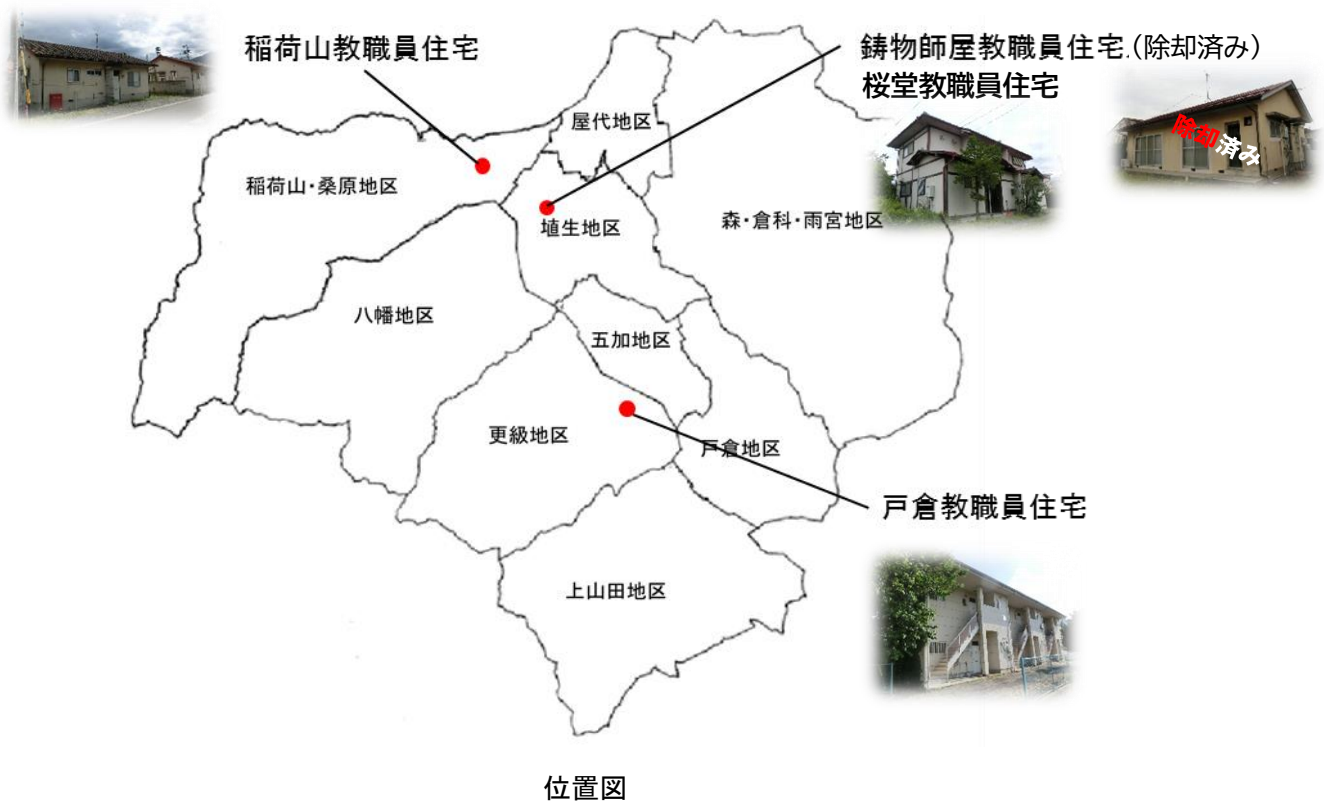 稲荷山教職員住宅
鋳物師屋教職員住宅.(除却済み)
桜堂教職員住宅
除却済み
屋代地区
稲荷山・桑原地区
埴生地区
森・倉科・雨宮地区
八幡地区
五加地区
更級地区
戸倉地区
戸倉教職員住宅
上山田地区
位置図